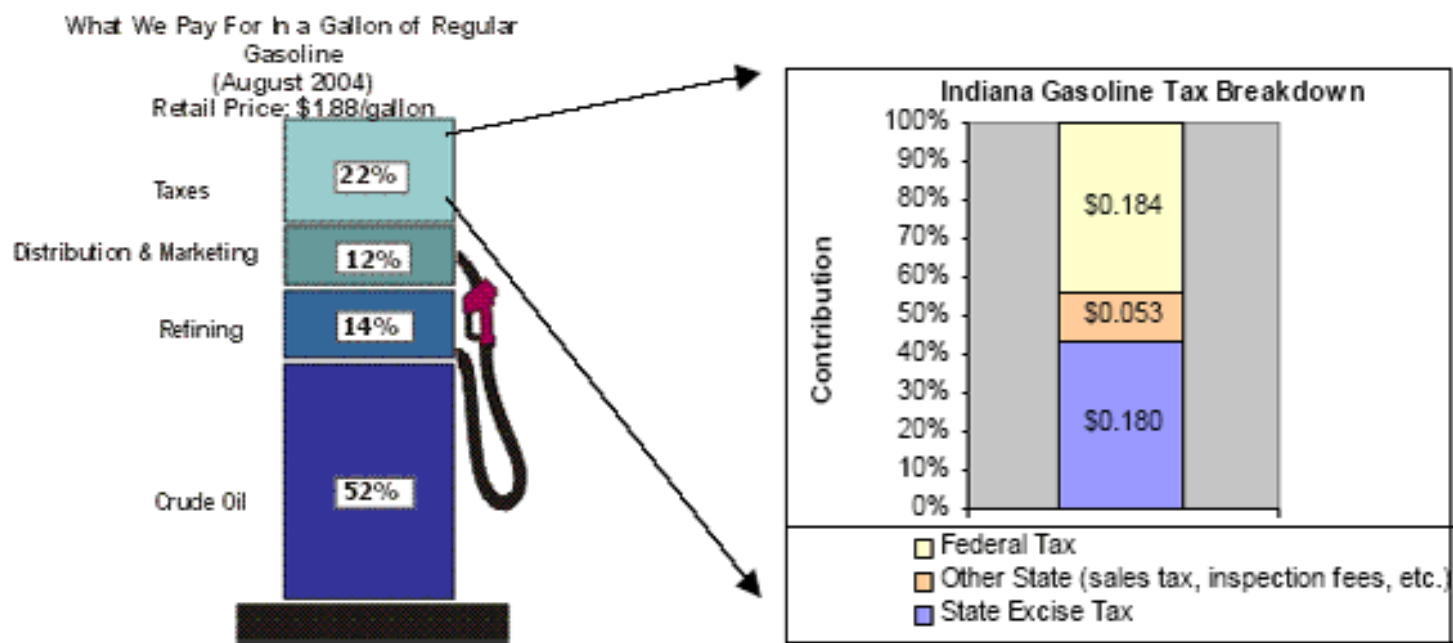 What We Pay For In a Gallon of Regular
Gasoline
(August 2004)
Retail Price: $1.88/gallon
Taxes
22%
Distribution & Marketing
12%
Refining
14%
Crude Oil
52%
Indiana Gasoline Tax Breakdown
Contribution
100%
90%
80%
70%
60%
50%
40%
30%
20%
10%
0%
$0.184
$0.053
$0.180
Federal Tax
Other State (sales tax, inspection fees, etc.)
State Excise Tax